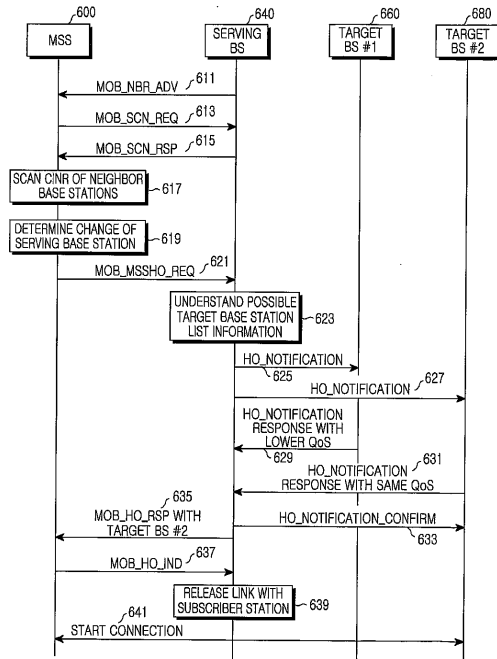 600
640
660
680
MSS
SERVING
BS
TARGET
BS #1
TARGET
BS #2
MOB_NBR_ADV
611
MOB_SCN_REQ
613
MOB_SCN_RSP
615
SCAN CINR OF NEIGHBOR
BASE STATIONS
617
DETERMINE CHANGE OF
SERVING BASE STATION
619
621
MOB_MSSHO_REQ
UNDERSTAND POSSIBLE
TARGET BASE STATION
LIST INFORMATION
623
HO_NOTIFICATION
625
627
HO_NOTIFICATION
HO_NOTIFICATION
RESPONSE WITH
LOWER QoS
629
HO_NOTIFICATION
631
RESPONSE WITH SAME QoS
635
MOB_HO_RSP WITH
TARGET BS #2
HO_NOTIFICATION_CONFIRM
633
637
MOB_HO_IND
RELEASE LINK WITH
SUBSCRIBER STATION
639
641
START CONNECTION